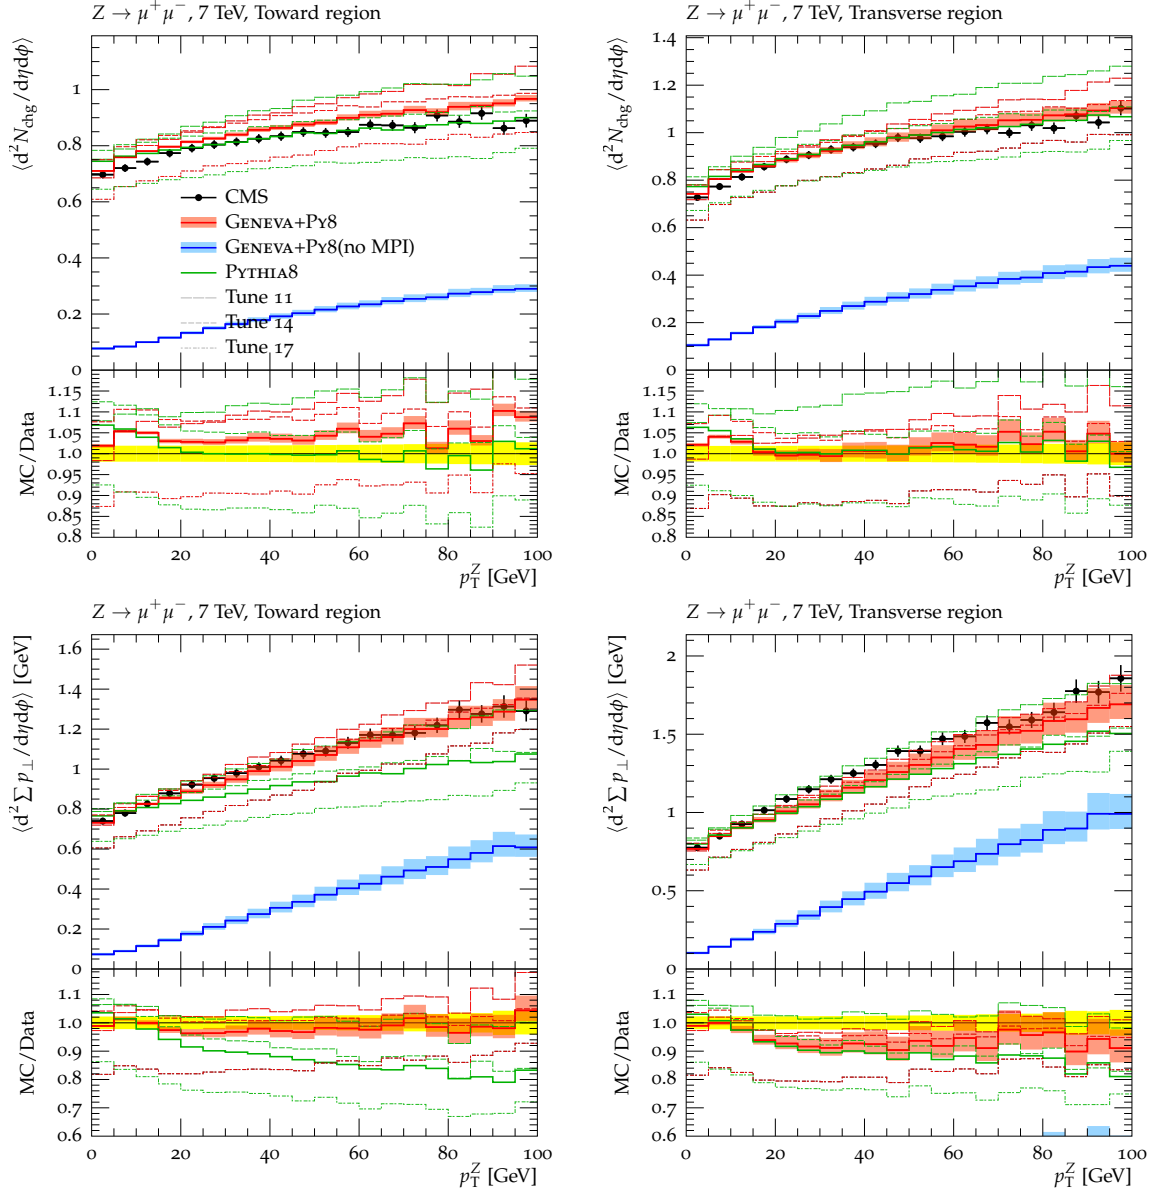 Z → μ⁺μ⁻, 7 TeV, Toward region
⟨d²N_chg/dηdϕ⟩
1
0.8
0.6
0.4
0.2
0
CMS
GENEVA+PY8
GENEVA+PY8(no MPI)
PYTHIA8
Tune 11
Tune 14
Tune 17
MC/Data
1.15
1.1
1.05
1.0
0.95
0.9
0.85
0.8
0 20 40 60 80 100
p_T^Z [GeV]
Z → μ⁺μ⁻, 7 TeV, Transverse region
⟨d²N_chg/dηdϕ⟩
1.4
1.2
1
0.8
0.6
0.4
0.2
0
MC/Data
1.15
1.1
1.05
1.0
0.95
0.9
0.85
0.8
0 20 40 60 80 100
p_T^Z [GeV]
Z → μ⁺μ⁻, 7 TeV, Toward region
⟨d²∑p_⊥/dηdϕ⟩ [GeV]
1.6
1.4
1.2
1
0.8
0.6
0.4
0.2
0
MC/Data
1.1
1.0
0.9
0.8
0.7
0.6
0 20 40 60 80 100
p_T^Z [GeV]
Z → μ⁺μ⁻, 7 TeV, Transverse region
⟨d²∑p_⊥/dηdϕ⟩ [GeV]
2
1.5
1
0.5
0
MC/Data
1.1
1.0
0.9
0.8
0.7
0.6
0 20 40 60 80 100
p_T^Z [GeV]